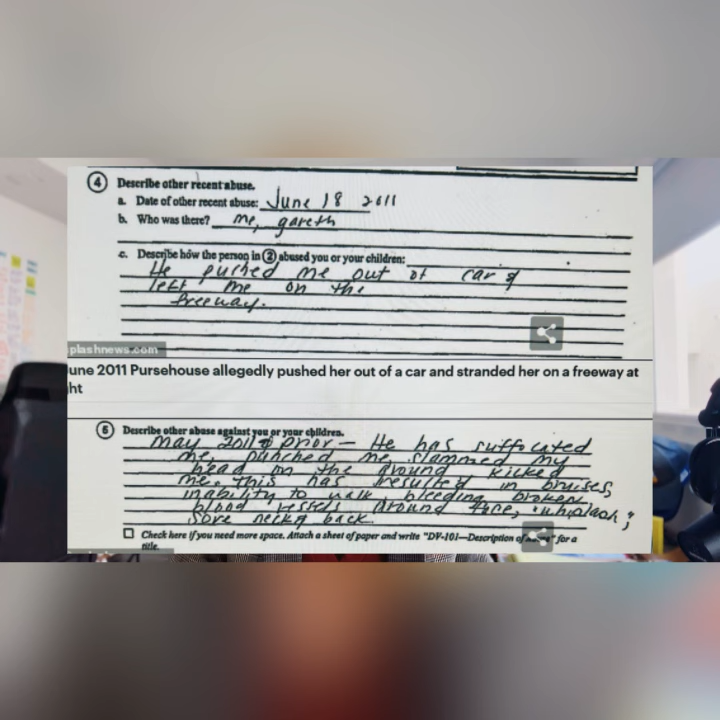 4 Describe other recent abuse.
a. Date of other recent abuse: June 18 2011
b. Who was there? me, gareth
c. Describe how the person in 2 abused you or your children:
He pushed me out of car &
left me on the
freeway.
plashnews.com
une 2011 Pursehouse allegedly pushed her out of a car and stranded her on a freeway at
ht
5 Describe other abuse against you or your children.
May 2011 & prior - He has suffocated
me, punched me, slammed my
head on the ground kicked
me. This has resulted in bruises,
inability to walk bleeding broken
blood vessels around face, "whiplash",
sore neck & back.
Check here if you need more space. Attach a sheet of paper and write "DV-101—Description of" for a
title.